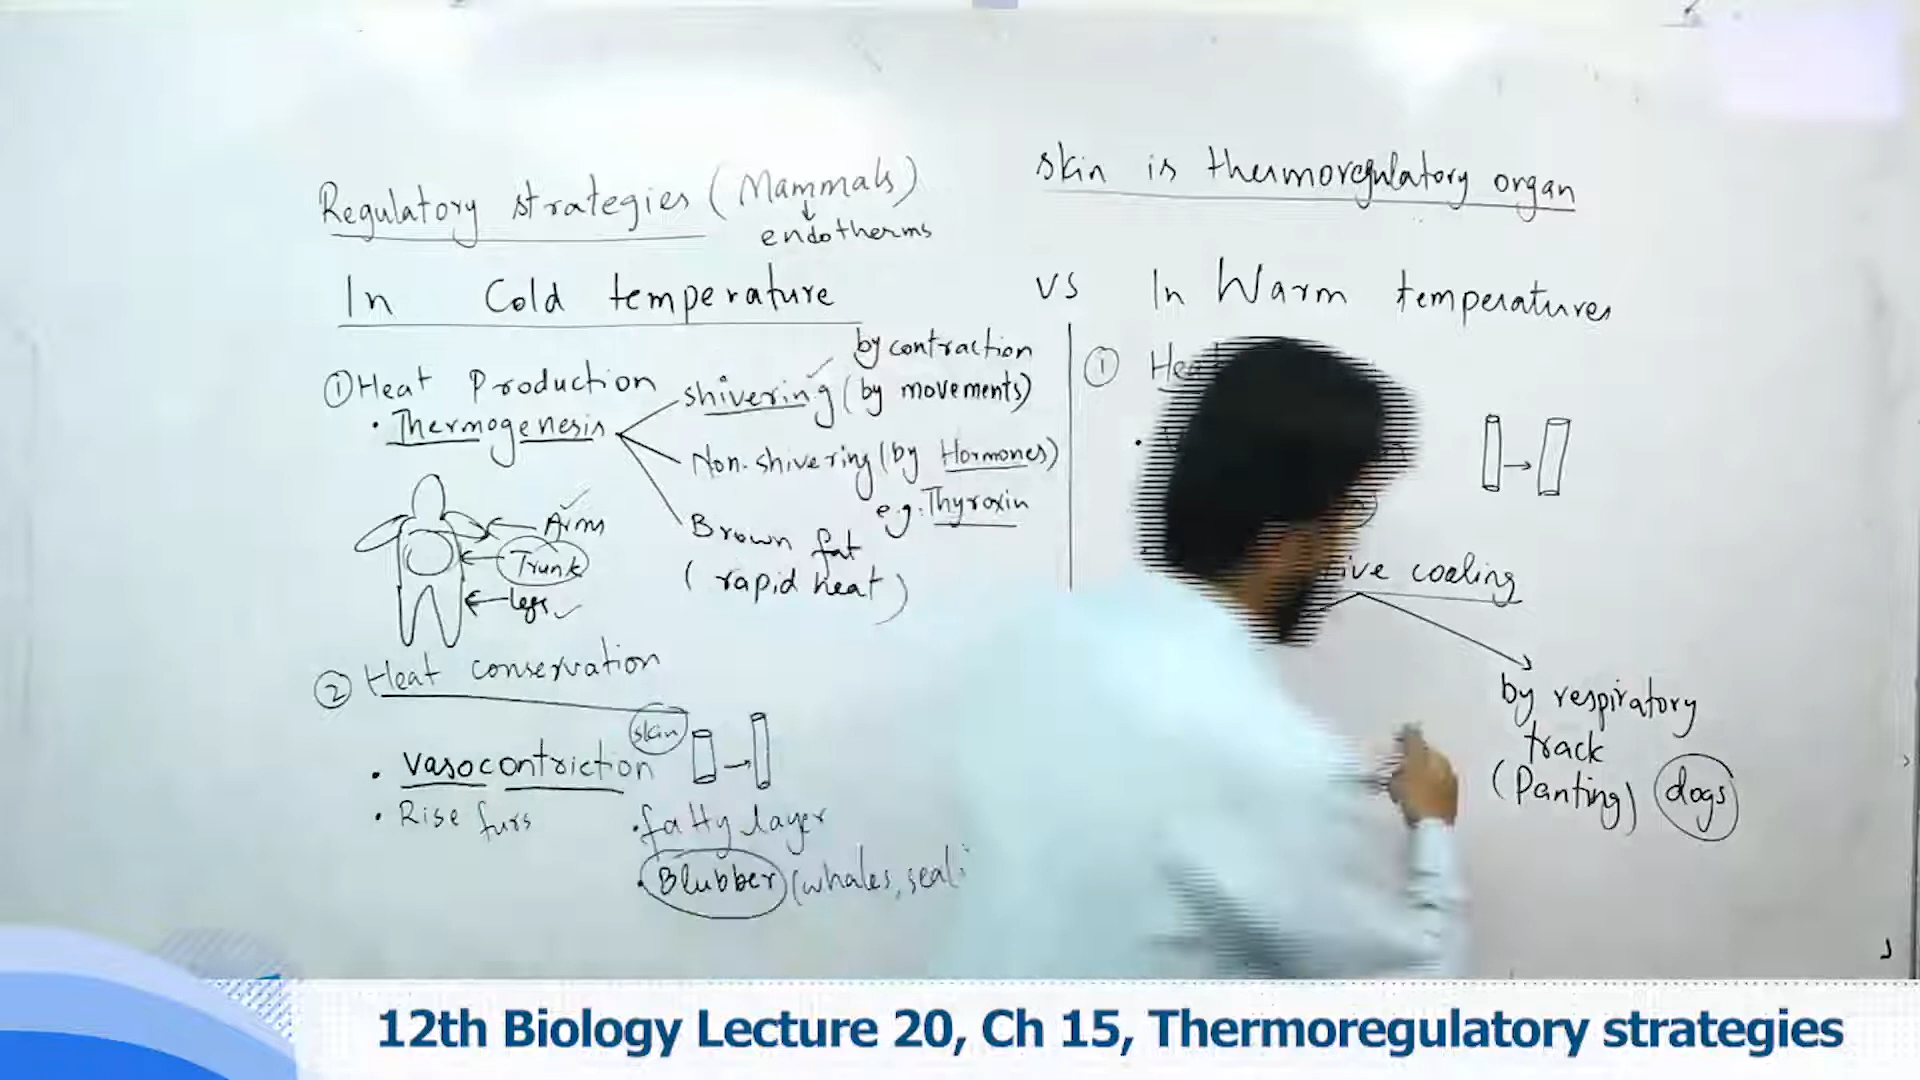 Regulatory strategies (Mammals)
endotherms
In Cold temperature
① Heat Production
• Thermogenesis
shivering (by movements)
by contraction
Non-shivering (by Hormones)
e.g. Thyroxin
Brown fat
(rapid heat)
Arms
Trunk
legs
② Heat conservation
skin
• vasocontriction
• Rise furs
• fatty layer
• Blubber (whales, seal
skin is thermoregulatory organ
VS In Warm temperatures
①
cooling
by respiratory
track
(Panting) dogs
12th Biology Lecture 20, Ch 15, Thermoregulatory strategies